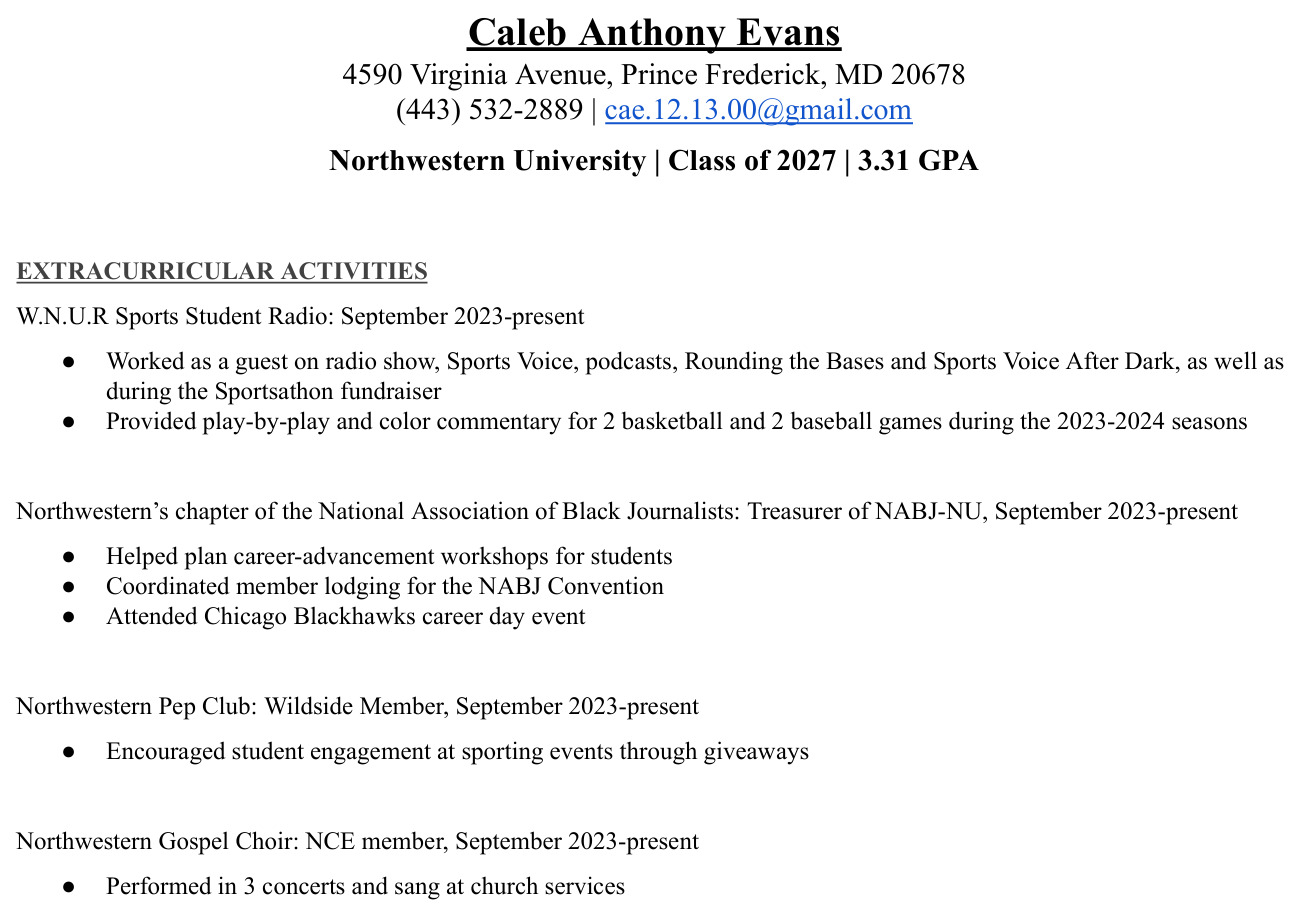 Caleb Anthony Evans
4590 Virginia Avenue, Prince Frederick, MD 20678
(443) 532-2889 | cae.12.13.00@gmail.com
Northwestern University | Class of 2027 | 3.31 GPA
EXTRACURRICULAR ACTIVITIES
W.N.U.R Sports Student Radio: September 2023-present
● Worked as a guest on radio show, Sports Voice, podcasts, Rounding the Bases and Sports Voice After Dark, as well as
during the Sportsathon fundraiser
● Provided play-by-play and color commentary for 2 basketball and 2 baseball games during the 2023-2024 seasons
Northwestern’s chapter of the National Association of Black Journalists: Treasurer of NABJ-NU, September 2023-present
● Helped plan career-advancement workshops for students
● Coordinated member lodging for the NABJ Convention
● Attended Chicago Blackhawks career day event
Northwestern Pep Club: Wildside Member, September 2023-present
● Encouraged student engagement at sporting events through giveaways
Northwestern Gospel Choir: NCE member, September 2023-present
● Performed in 3 concerts and sang at church services